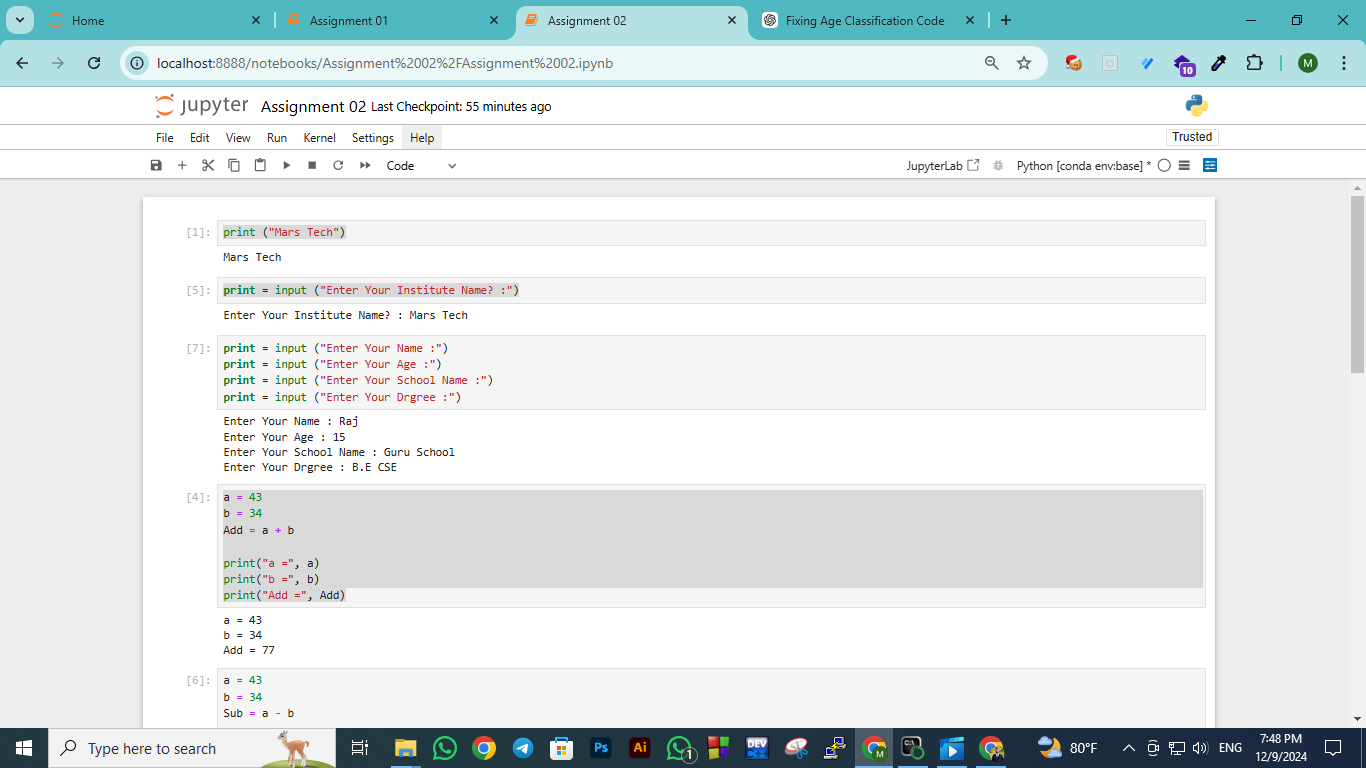 Home
Assignment 01
Assignment 02
Fixing Age Classification Code
localhost:8888/notebooks/Assignment%2002%2FAssignment%2002.ipynb
10
M
jupyter Assignment 02 Last Checkpoint: 55 minutes ago
File Edit View Run Kernel Settings Help
Trusted
Code
JupyterLab
Python [conda env:base] *
[1]: print ("Mars Tech")
Mars Tech
[5]: print = input ("Enter Your Institute Name? :")
Enter Your Institute Name? : Mars Tech
[7]: print = input ("Enter Your Name :")
print = input ("Enter Your Age :")
print = input ("Enter Your School Name :")
print = input ("Enter Your Drgree :")
Enter Your Name : Raj
Enter Your Age : 15
Enter Your School Name : Guru School
Enter Your Drgree : B.E CSE
[4]: a = 43
b = 34
Add = a + b
print("a =", a)
print("b =", b)
print("Add =", Add)
a = 43
b = 34
Add = 77
[6]: a = 43
b = 34
Sub = a - b
Type here to search
Ps
Ai
1
DEV
M
80°F
ENG
7:48 PM
12/9/2024